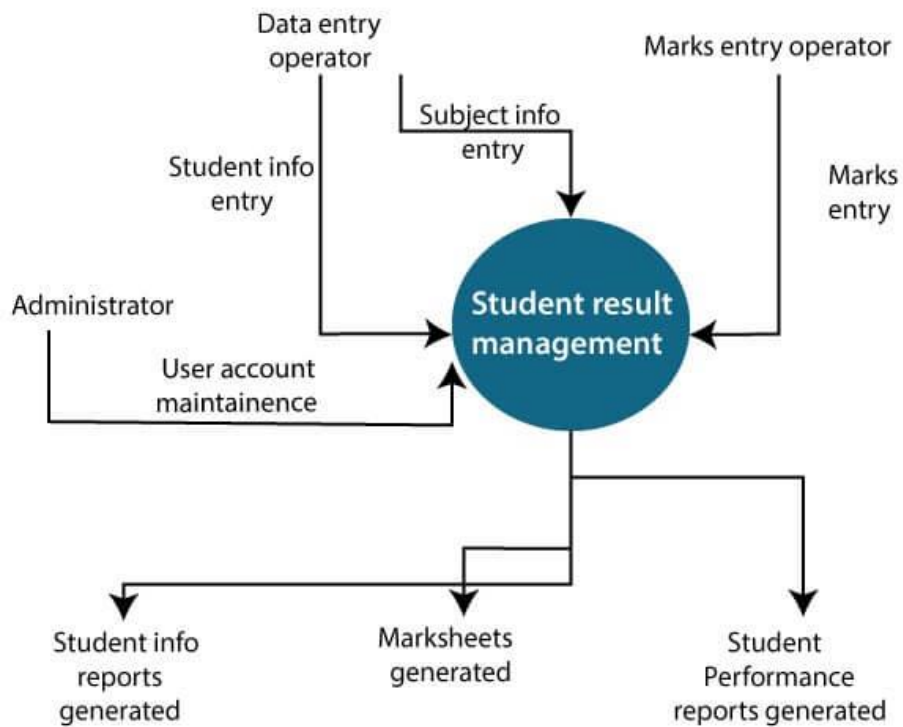 Data entry
operator
Marks entry operator
Subject info
entry
Student info
entry
Marks
entry
Administrator
Student result
management
User account
maintainence
Student info
reports
generated
Marksheets
generated
Student
Performance
reports generated